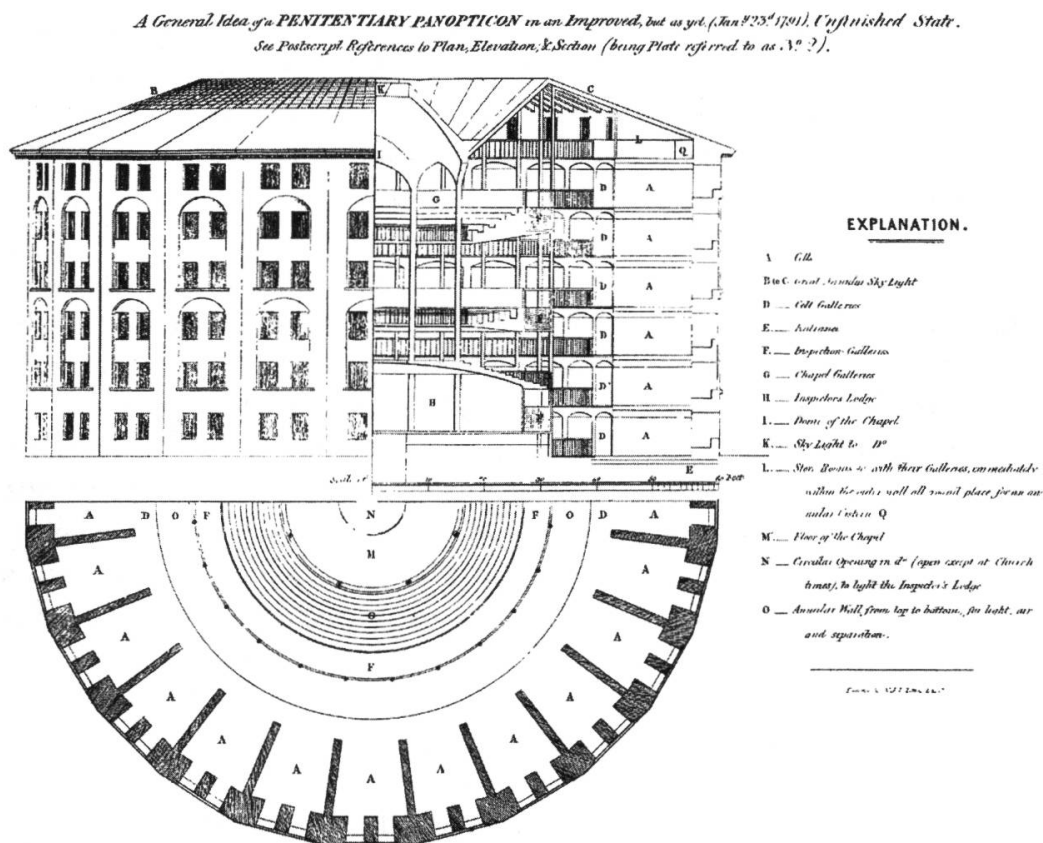 A General Idea of a PENITENTIARY PANOPTICON in an Improved, but as yet, (Jany 23d 1791), Unfinished State.
See Postscript References to Plan, Elevation, & Section (being Plate referred to as No 2).
B
K
C
L
I
Q
G
D
A
D
A
D
A
D
A
D
A
D
A
H
E
Feet
A D O F N F O D A
M
A
A
A
A
G
F
A
A
A
A
A
A
A
EXPLANATION.
A Cells
B to C Great Annular Sky Light
D Cell Galleries
E Entrance
F. Inspection Galleries
G Chapel Galleries
H Inspectors Lodge
I. Dome of the Chapel
K. Sky Light to Do
L. Store Rooms &c with their Galleries, immediately
within the outer wall all round place, for an an-
nular Cistern Q
M. Floor of the Chapel
N Circular Opening in do (open except at Church
times), to light the Inspector's Lodge
O Annular Wall, from top to bottom, for light, air
and separation.